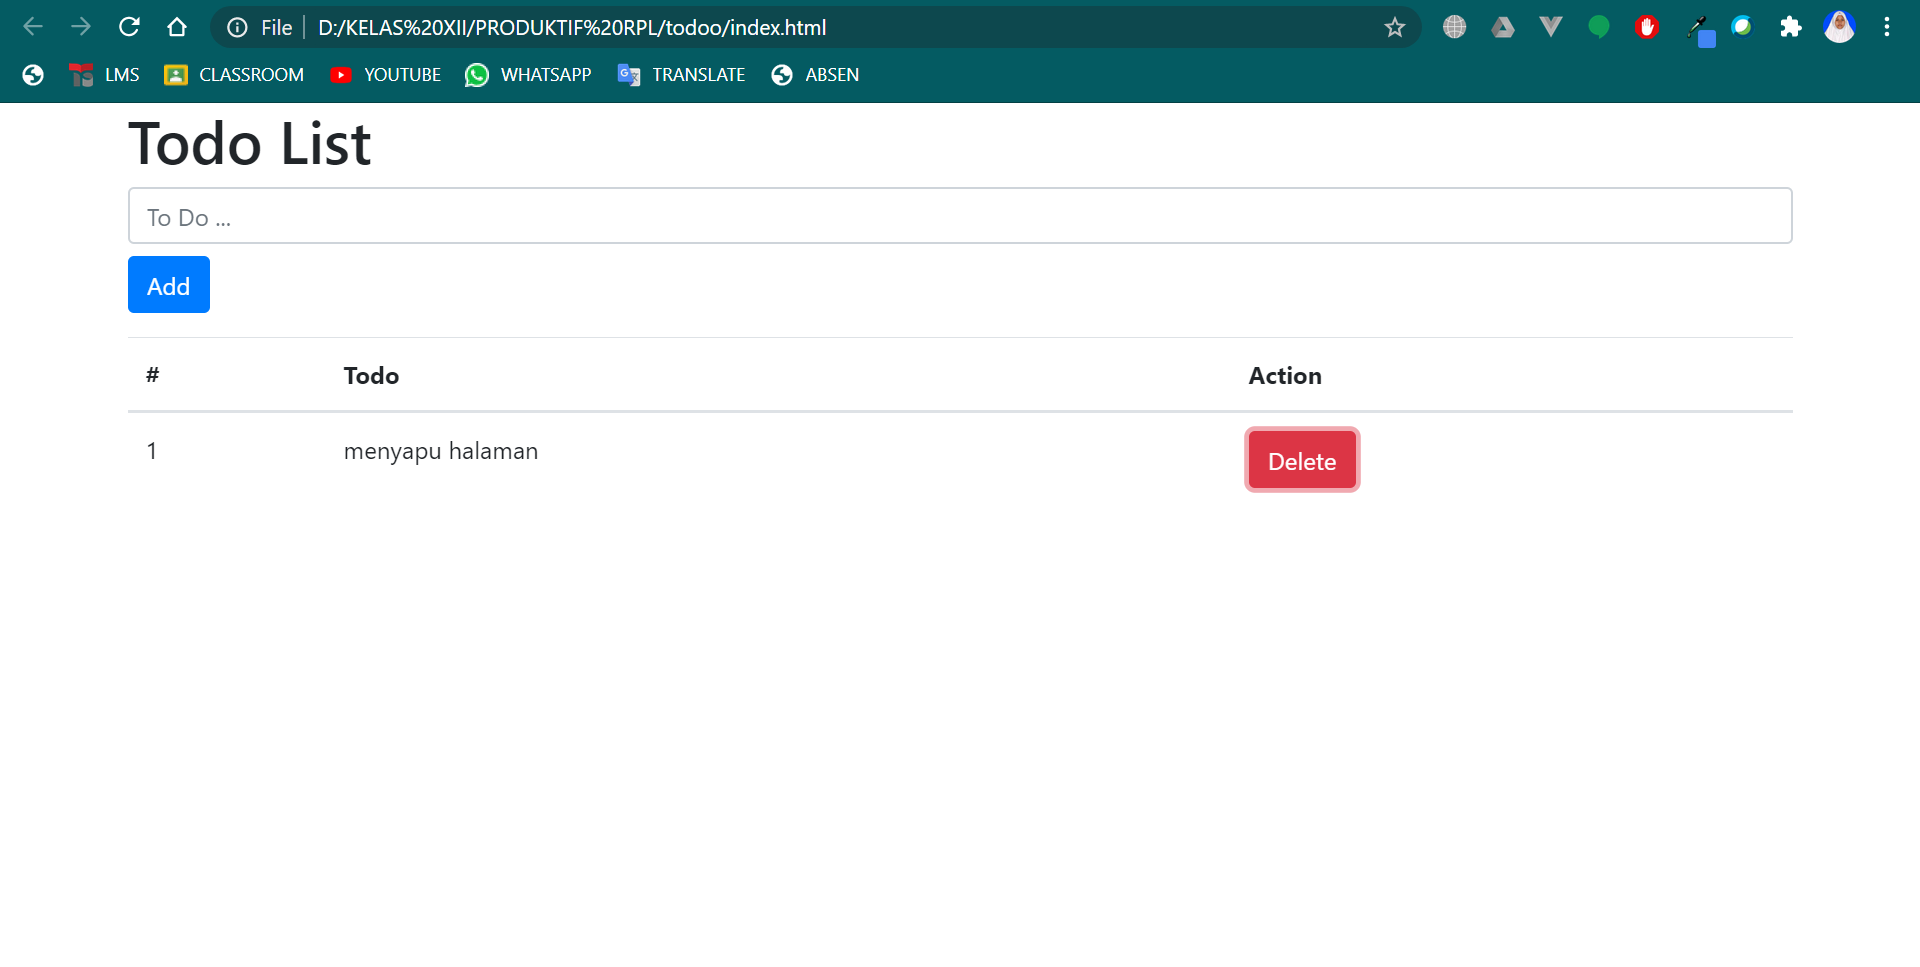 File D:/KELAS%20XII/PRODUKTIF%20RPL/todoo/index.html
LMS CLASSROOM YOUTUBE WHATSAPP TRANSLATE ABSEN
Todo List
To Do ...
Add
# Todo Action
1 menyapu halaman Delete